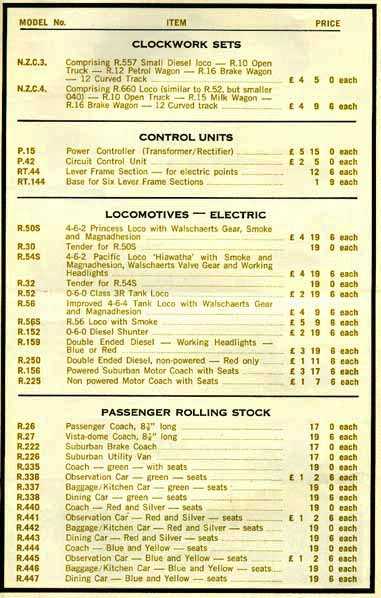 MODEL No. ITEM PRICE
CLOCKWORK SETS
N.Z.C.3. Comprising R.557 Small Diesel loco — R.10 Open
Truck — R.12 Petrol Wagon — R.16 Brake Wagon
— 12 Curved Track £ 4 5 0 each
N.Z.C.4. Comprising R.660 Loco (similar to R.52, but smaller
040) — R.10 Open Truck — R.15 Milk Wagon —
R.16 Brake Wagon — 12 Curved track £ 4 9 6 each
CONTROL UNITS
P.15 Power Controller (Transformer/Rectifier) £ 5 15 0 each
P.42 Circuit Control Unit £ 2 5 0 each
RT.44 Lever Frame Section — for electric points 12 6 each
RT.144 Base for Six Lever Frame Sections 1 9 each
LOCOMOTIVES — ELECTRIC
R.50S 4-6-2 Princess Loco with Walschaerts Gear, Smoke
and Magnadhesion £ 4 19 6 each
R.30 Tender for R.50S 19 0 each
R.54S 4-6-2 Pacific Loco 'Hiawatha' with Smoke and
Magnadhesion, Walschaerts Valve Gear and Working
Headlights £ 4 19 6 each
R.32 Tender for R.54S 19 0 each
R.52 0-6-0 Class 3R Tank Loco £ 2 19 6 each
R.56 Improved 4-6-4 Tank Loco with Walschaerts Gear
and Magnadhesion £ 4 9 6 each
R.56S R.56 Loco with Smoke £ 5 9 6 each
R.152 0-6-0 Diesel Shunter £ 2 19 6 each
R.159 Double Ended Diesel — Working Headlights —
Blue or Red £ 3 19 6 each
R.250 Double Ended Diesel, non-powered — Red only £ 1 11 6 each
R.156 Powered Suburban Motor Coach with Seats £ 3 17 6 each
R.225 Non powered Motor Coach with Seats £ 1 7 6 each
PASSENGER ROLLING STOCK
R.26 Passenger Coach, 8¾" long 17 0 each
R.27 Vista-dome Coach, 8¾" long 19 6 each
R.222 Suburban Brake Coach 17 0 each
R.226 Suburban Utility Van 17 0 each
R.335 Coach — green — with seats 19 0 each
R.336 Observation Car — green — seats £ 1 2 6 each
R.337 Baggage/Kitchen Car — green — seats 19 0 each
R.338 Dining Car — green — seats 19 6 each
R.440 Coach — Red and Silver — seats 19 0 each
R.441 Observation Car — Red and Silver — seats £ 1 2 6 each
R.442 Baggage/Kitchen Car — Red and Silver — seats 19 0 each
R.443 Dining Car — Red and Silver — seats 19 6 each
R.444 Coach — Blue and Yellow — seats 19 0 each
R.445 Observation Car — Blue and Yellow — seats £ 1 2 6 each
R.446 Baggage/Kitchen Car — Blue and Yellow — seats 19 0 each
R.447 Dining Car — Blue and Yellow — seats 19 6 each